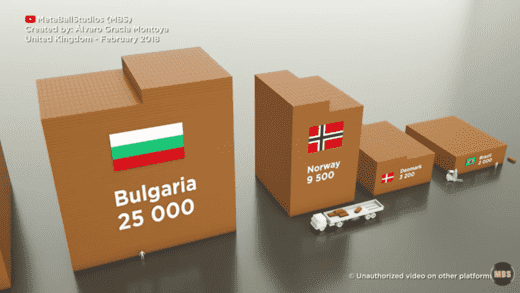 MetaBallStudios (MBS)
Created by: Álvaro Gracia Montoya
United Kingdom - February 2018
Bulgaria
25 000
Norway
9 500
Denmark
3 200
Brazil
2 000
© Unauthorized video on other platform
MBS